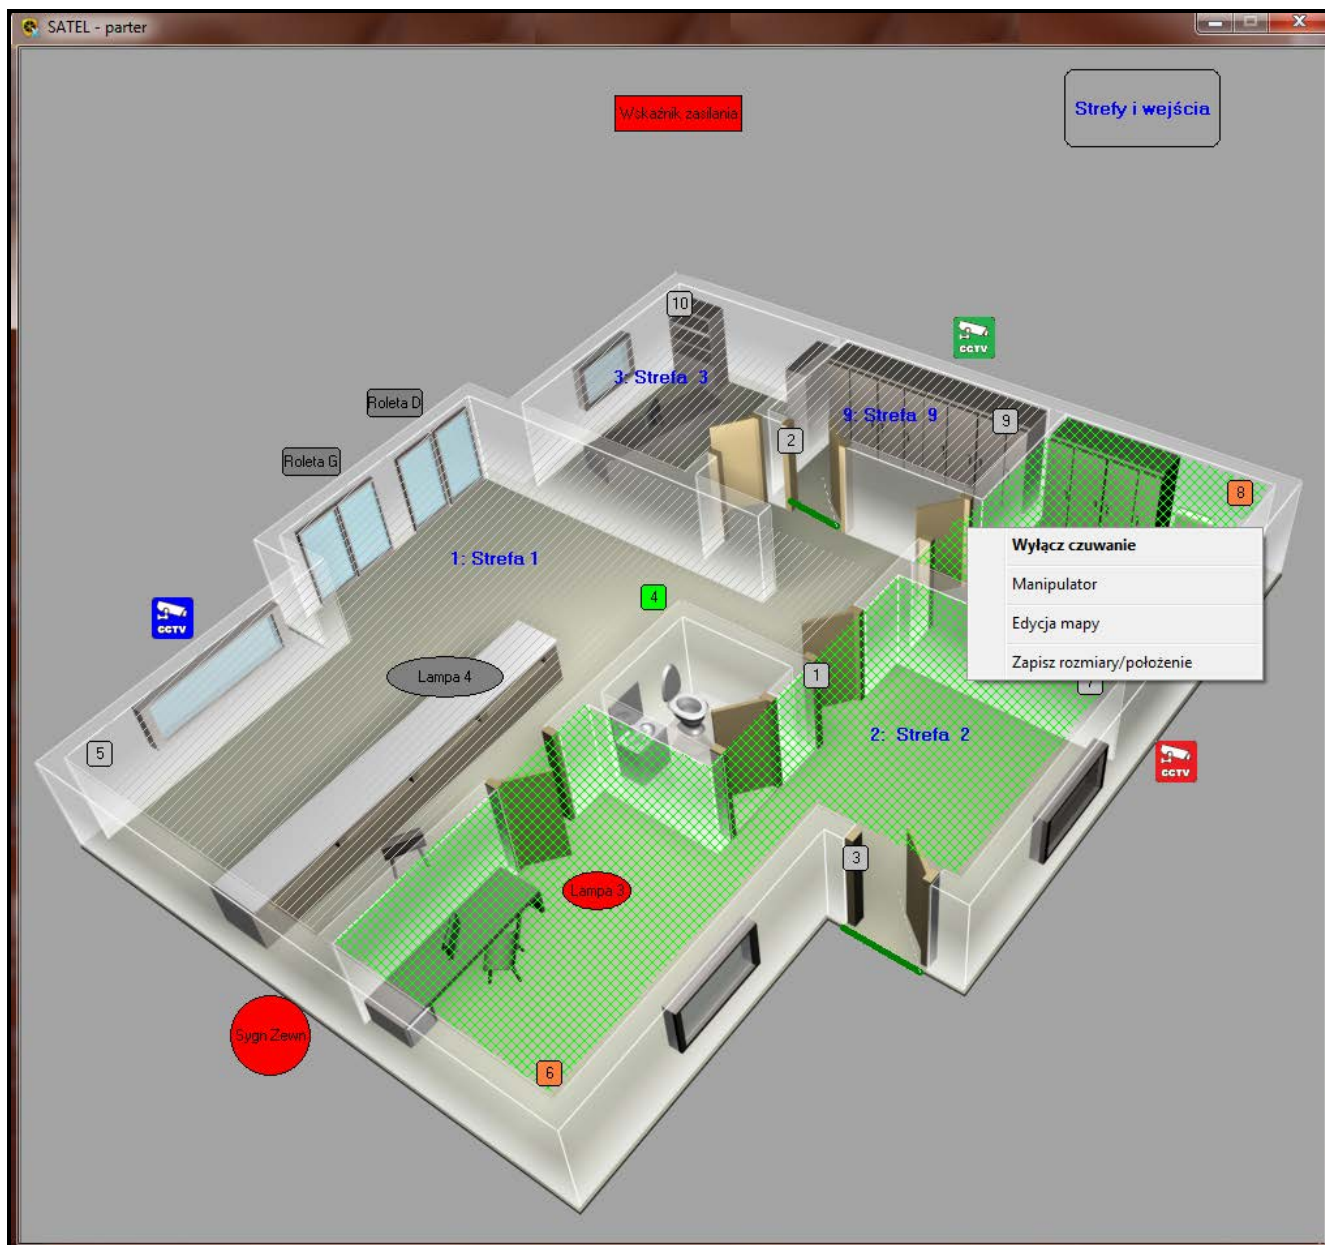 SATEL - parter
Wskaźnik zasilania
Strefy i wejścia
10
CCTV
3: Strefa 3
Roleta D
9: Strefa 9
9
2
Roleta G
8
Wyłącz czuwanie
1: Strefa 1
Manipulator
4
CCTV
Edycja mapy
Zapisz rozmiary/położenie
Lampa 4
1
7
2: Strefa 2
5
CCTV
3
Lampa 3
Sygn Zewn
6